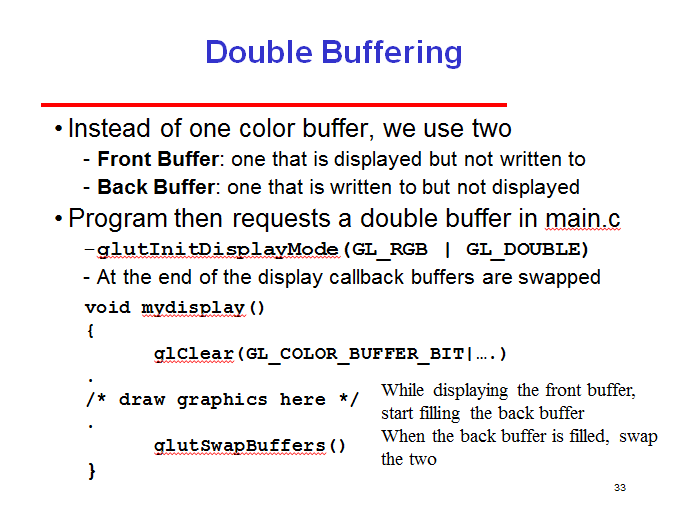 Double Buffering
• Instead of one color buffer, we use two
- Front Buffer: one that is displayed but not written to
- Back Buffer: one that is written to but not displayed
• Program then requests a double buffer in main.c
–glutInitDisplayMode(GL_RGB | GL_DOUBLE)
- At the end of the display callback buffers are swapped
void mydisplay()
{
glClear(GL_COLOR_BUFFER_BIT|….)
.
/* draw graphics here */
.
glutSwapBuffers()
}
While displaying the front buffer,
start filling the back buffer
When the back buffer is filled, swap
the two
33